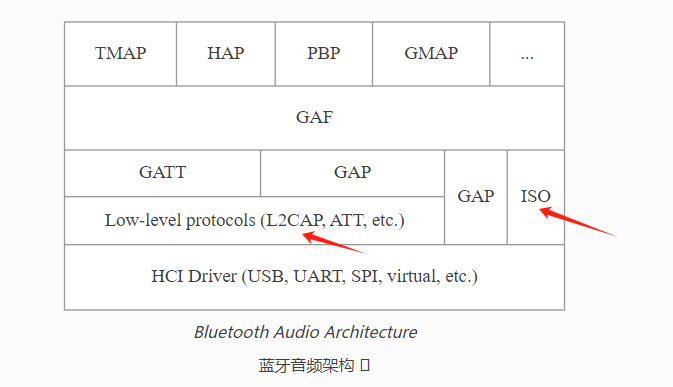 TMAP HAP PBP GMAP ...
GAF
GATT GAP
GAP ISO
Low-level protocols (L2CAP, ATT, etc.)
HCI Driver (USB, UART, SPI, virtual, etc.)
Bluetooth Audio Architecture
蓝牙音频架构